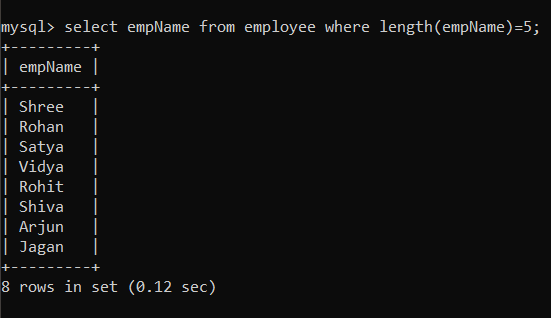 mysql> select empName from employee where length(empName)=5;
+---------+
| empName |
+---------+
| Shree   |
| Rohan   |
| Satya   |
| Vidya   |
| Rohit   |
| Shiva   |
| Arjun   |
| Jagan   |
+---------+
8 rows in set (0.12 sec)